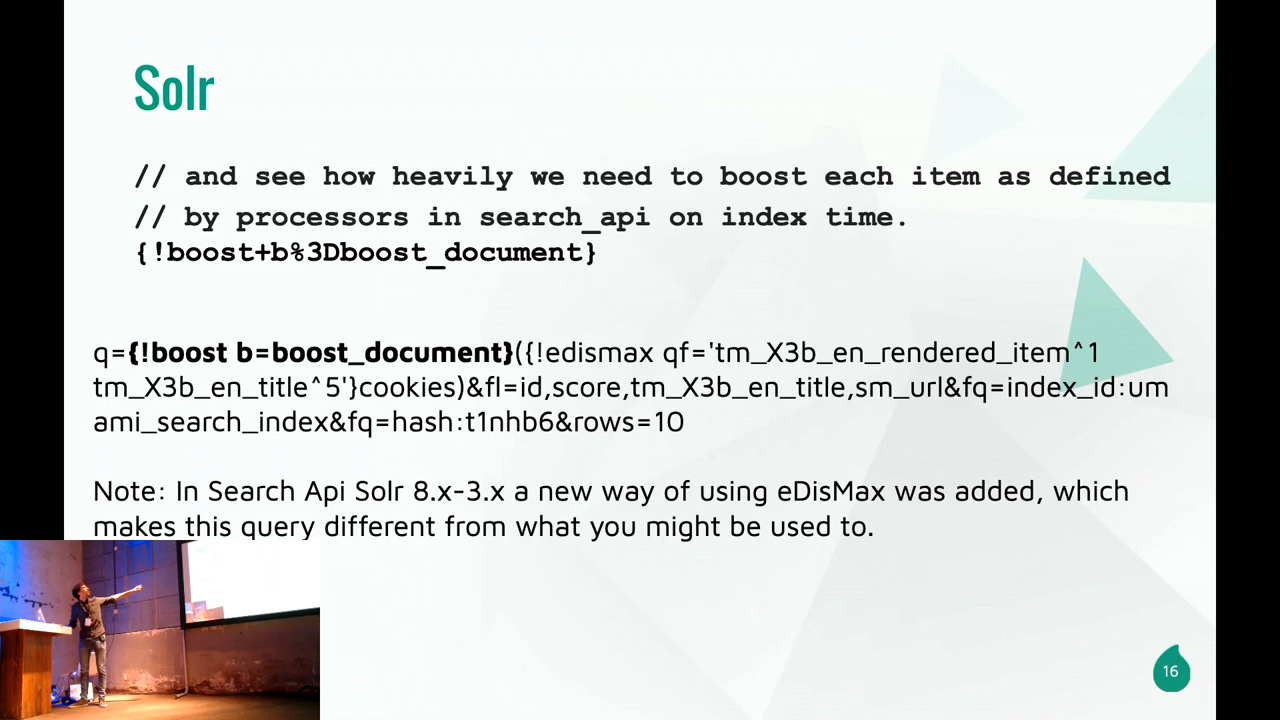 Solr
// and see how heavily we need to boost each item as defined
// by processors in search_api on index time.
{!boost+b%3Dboost_document}
q={!boost b=boost_document}({!edismax qf='tm_X3b_en_rendered_item^1
tm_X3b_en_title^5'}cookies)&fl=id,score,tm_X3b_en_title,sm_url&fq=index_id:um
ami_search_index&fq=hash:t1nhb6&rows=10
Note: In Search Api Solr 8.x-3.x a new way of using eDisMax was added, which
makes this query different from what you might be used to.
16